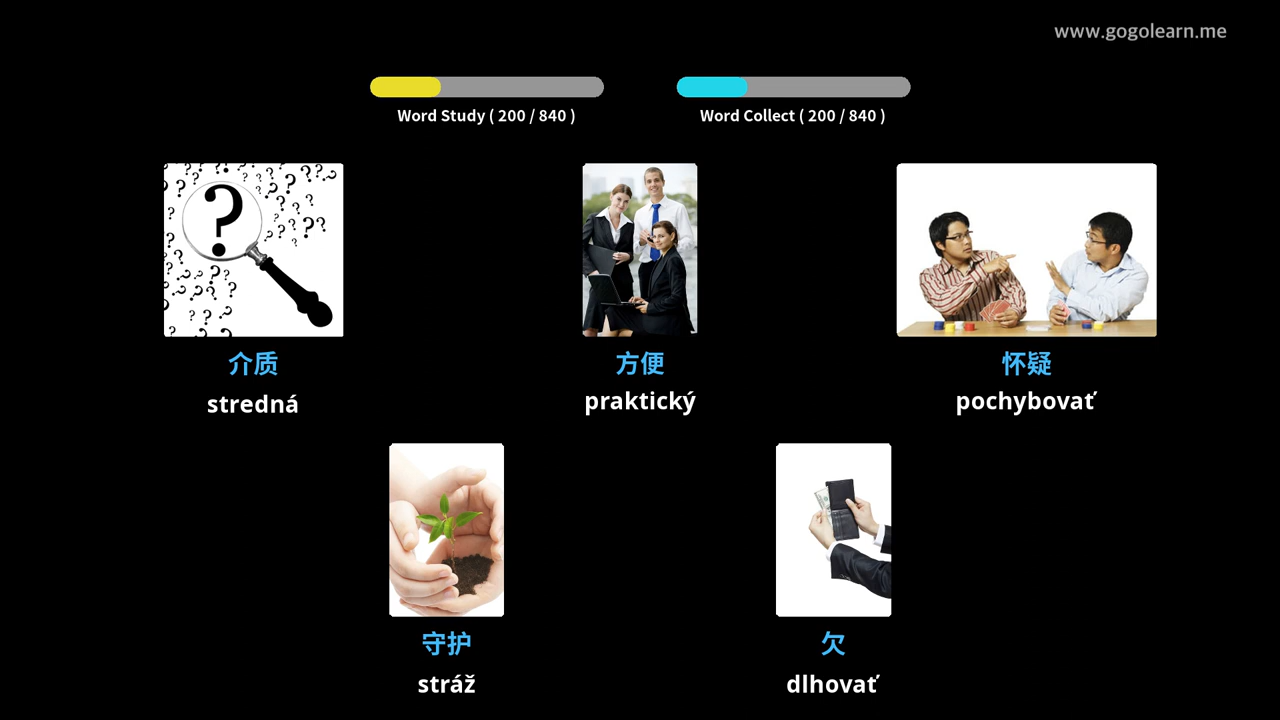 www.gogolearn.me
Word Study ( 200 / 840 )
Word Collect ( 200 / 840 )
介质
stredná
方便
praktický
怀疑
pochybovať
守护
stráž
欠
dlhovať